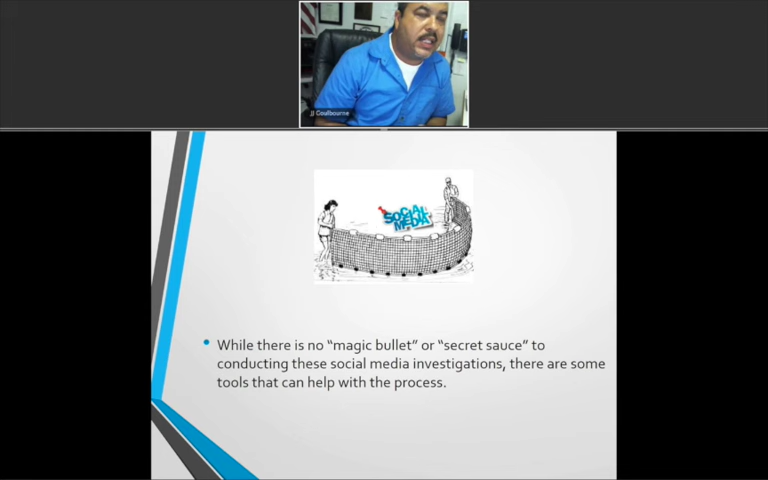 JJ Coulbourne
SOCIAL
MEDIA
While there is no “magic bullet” or “secret sauce” to
conducting these social media investigations, there are some
tools that can help with the process.